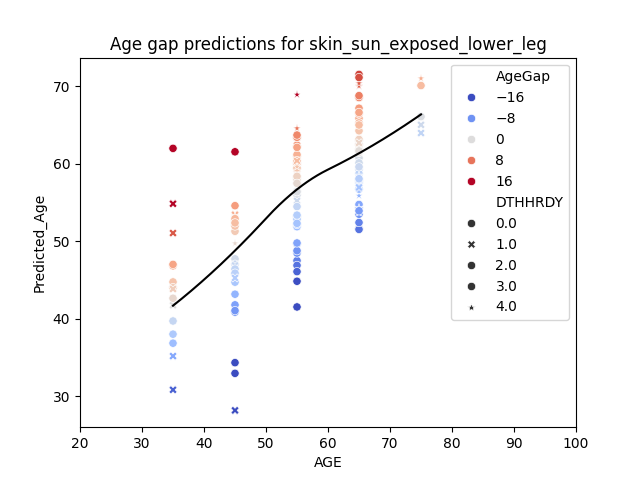 Age gap predictions for skin_sun_exposed_lower_leg
Predicted_Age
70
60
50
40
30
20 30 40 50 60 70 80 90 100
AGE
AgeGap
−16
−8
0
8
16
DTHHRDY
0.0
1.0
2.0
3.0
4.0